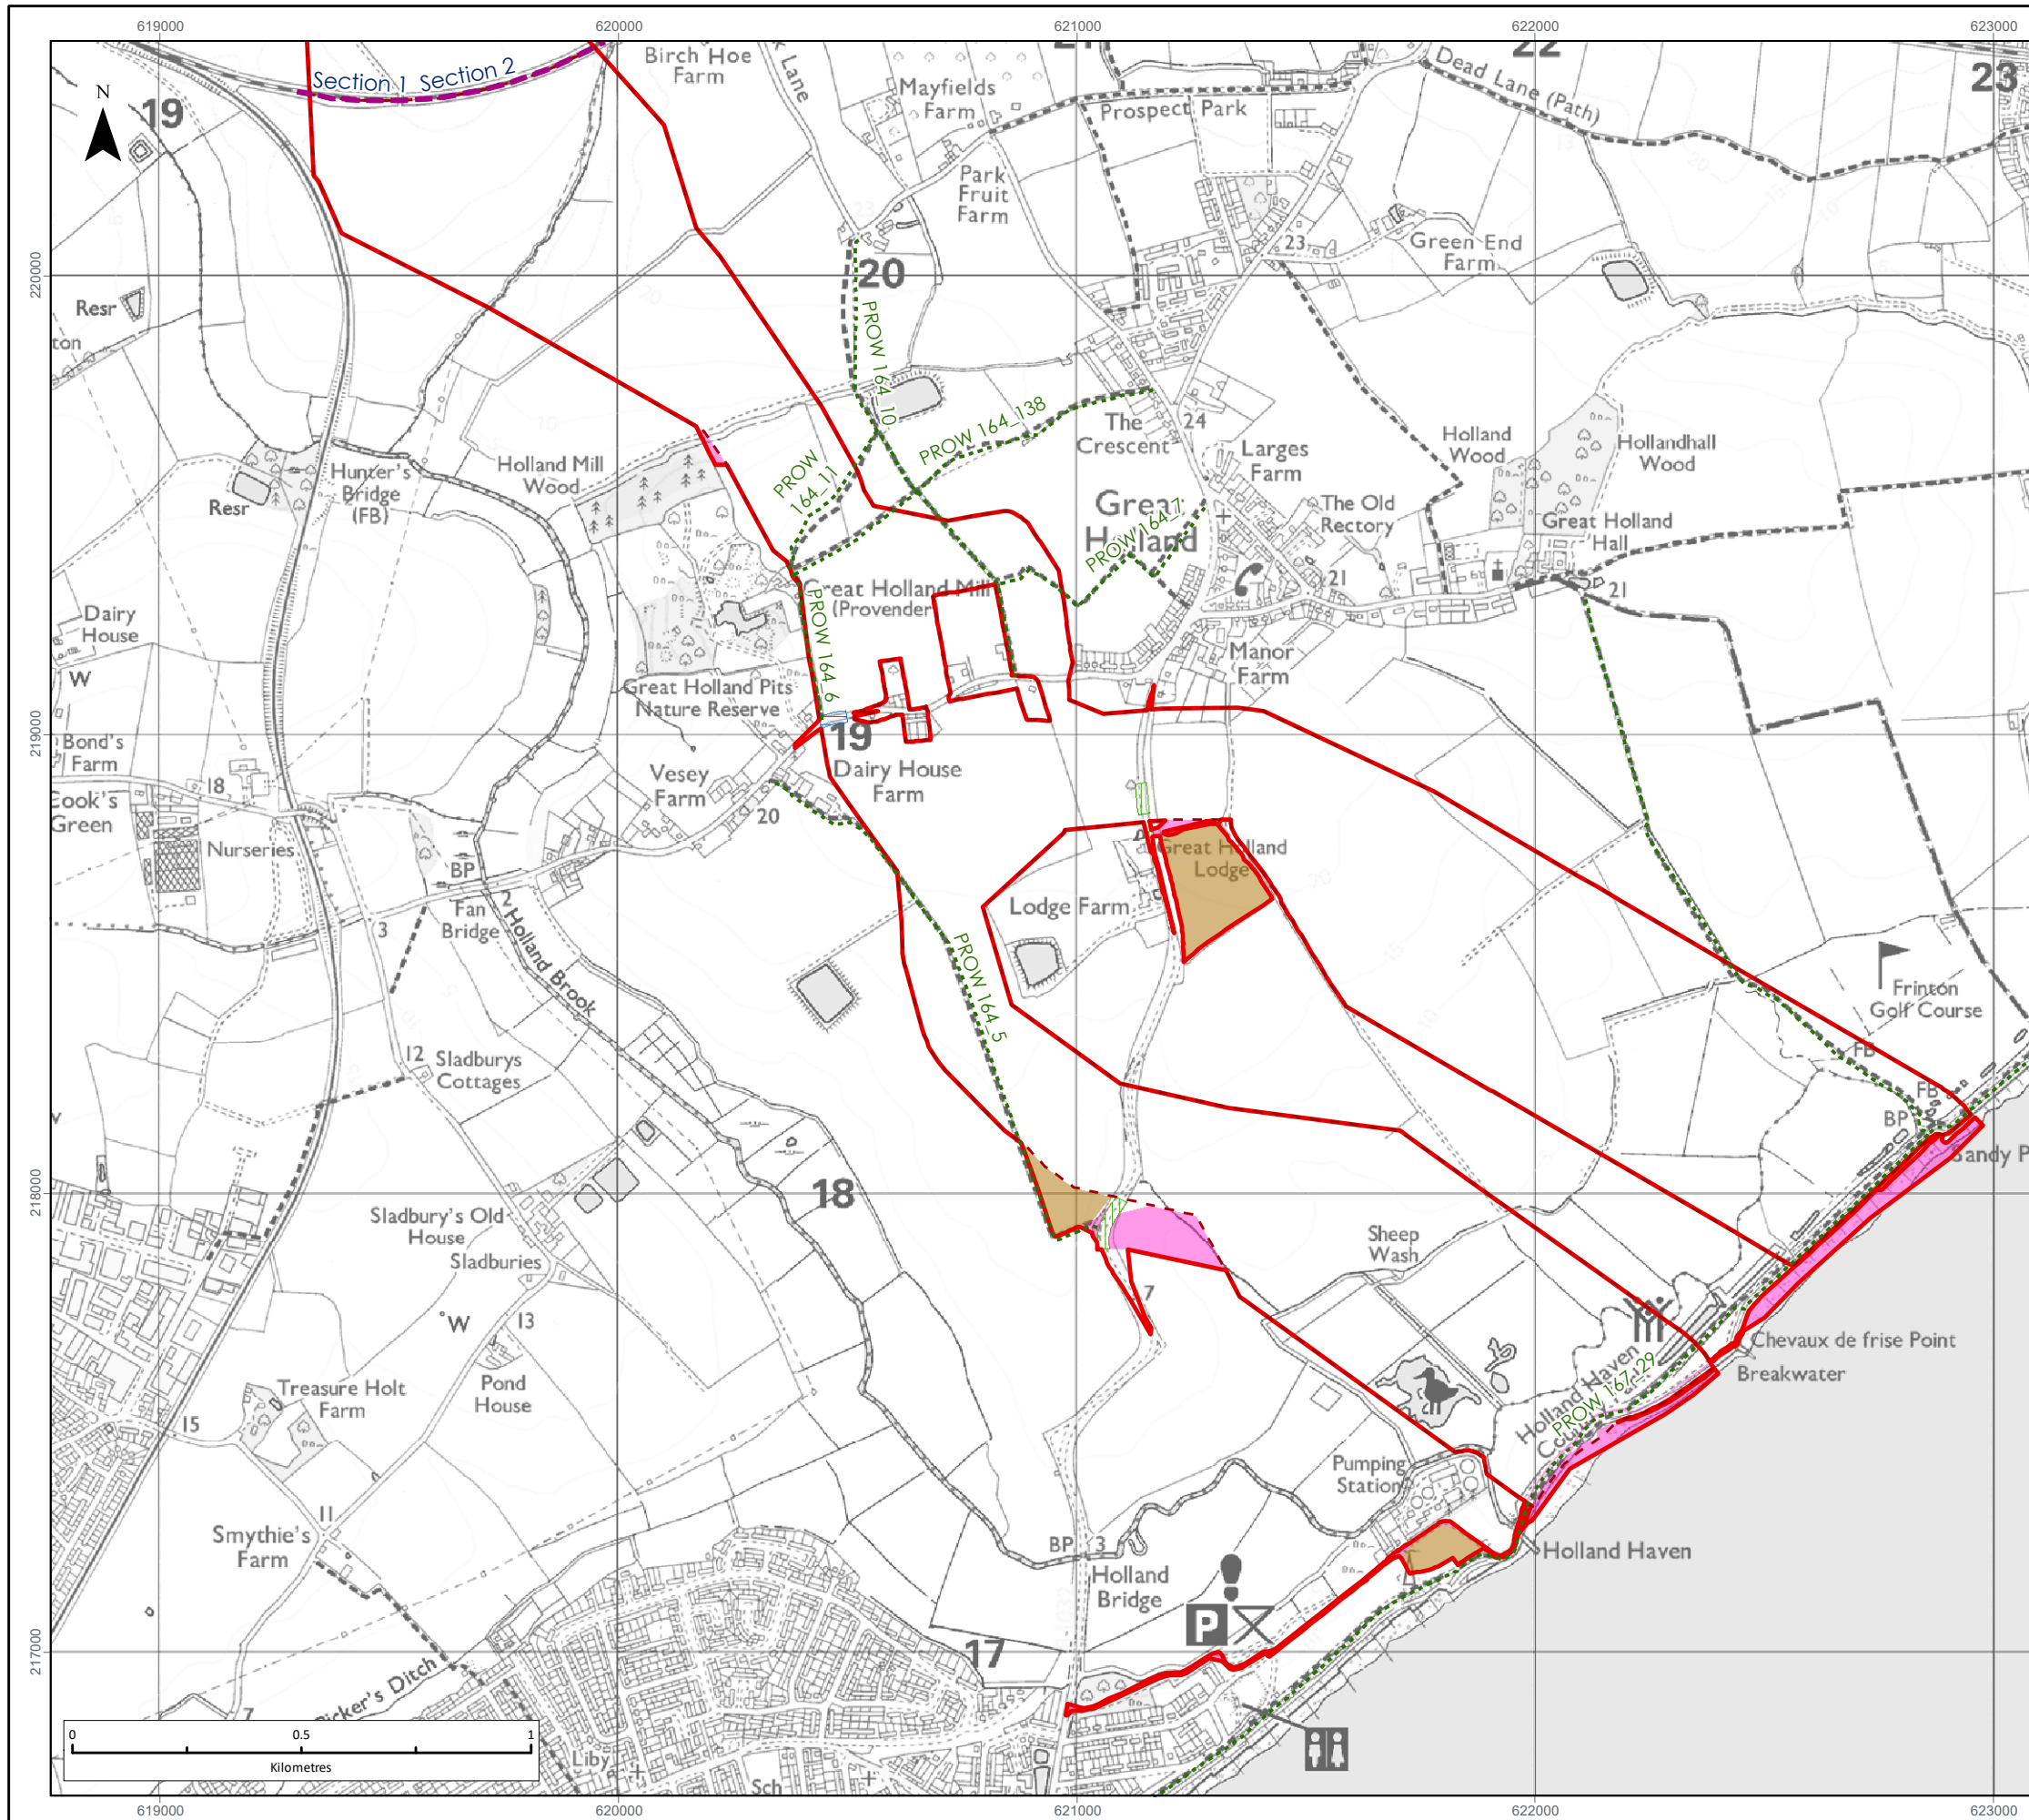 619000
620000
621000
622000
623000
Birch Hoe
Farm
Lane
22
Section 1 Section 2
N
19
Mayfields
Farm
Prospect Park
Dead Lane (Path)
23
Park
Fruit
Farm
23
Green End
Farm
220000
20
Resr
PROW 164_10
PROW 164_138
The
Crescent
24
Larges
Farm
Holland
Wood
Hollandhall
Wood
Holland Mill
Wood
Hunter's
Bridge
(FB)
Resr
PROW
164_11
Great
Holland
PROW 164_7
The Old
Rectory
Great Holland
Hall
21
21
Great Holland Mill
(Provender)
PROW 164_6
Dairy
House
W
Manor
Farm
Great Holland Pits
Nature Reserve
219000
19
Bond's
Farm
Vesey
Farm
Dairy House
Farm
18
Cook's
Green
20
Nurseries
Great Holland
Lodge
BP
Fan
Bridge
2
3
Holland Brook
Lodge Farm
PROW 164_5
Frinton
Golf Course
FB
12
Sladburys
Cottages
FB
BP
Sandy P
218000
18
Sladbury's Old
House
Sladburies
Sheep
Wash
7
W
13
Chevaux de frise Point
Breakwater
Treasure Holt
Farm
Pond
House
Holland Haven
PROW 167_29
15
Pumping
Station
11
Smythie's
Farm
BP
3
Holland
Bridge
Holland Haven
P
217000
17
Picker's Ditch
7
0
0.5
1
Kilometres
Liby
Sch
619000
620000
621000
622000
623000